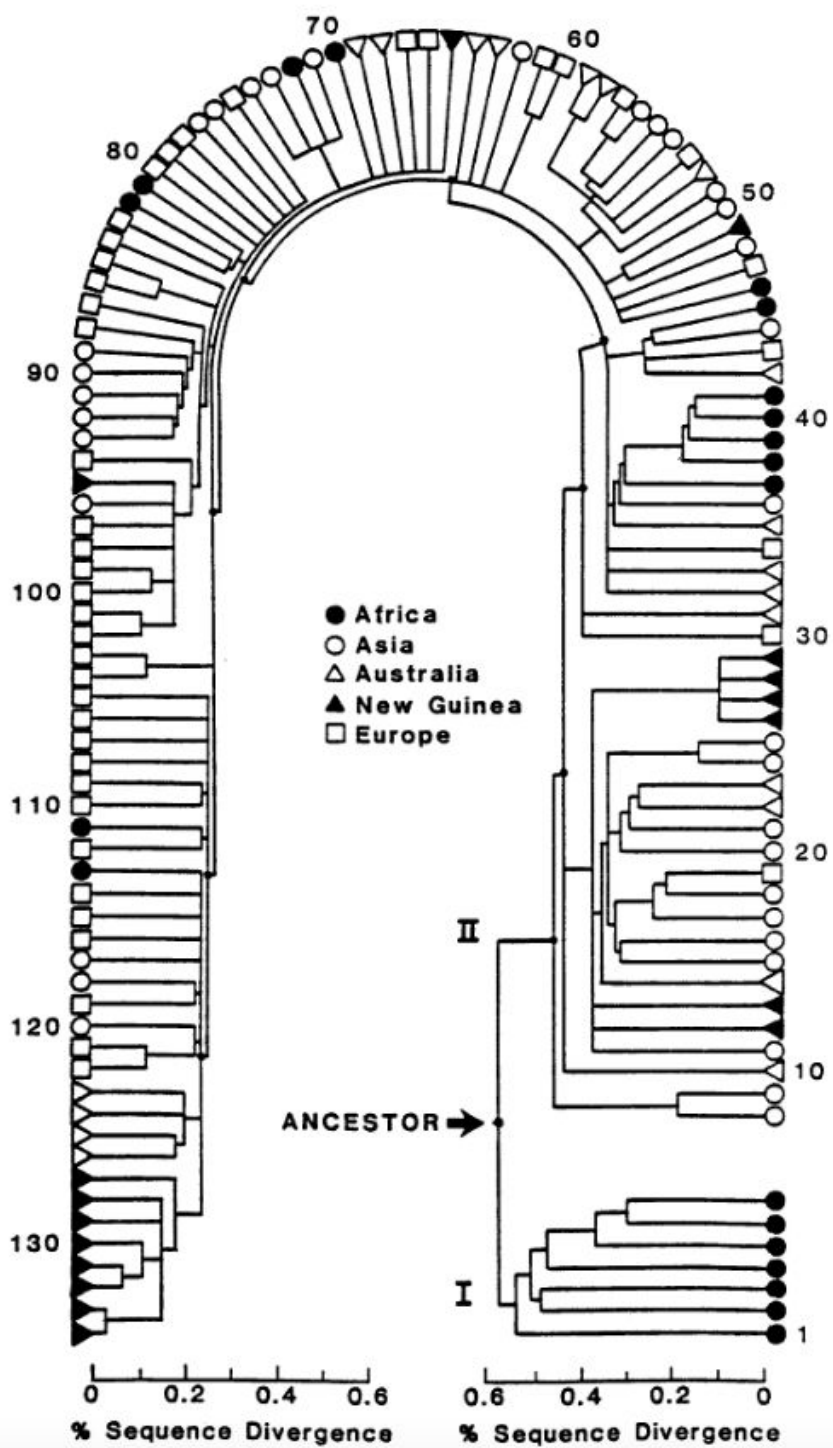 70
60
80
50
90
40
100
30
● Africa
○ Asia
△ Australia
▲ New Guinea
□ Europe
110
20
II
120
10
ANCESTOR
130
I
1
0 0.2 0.4 0.6
0.6 0.4 0.2 0
% Sequence Divergence
% Sequence Divergence